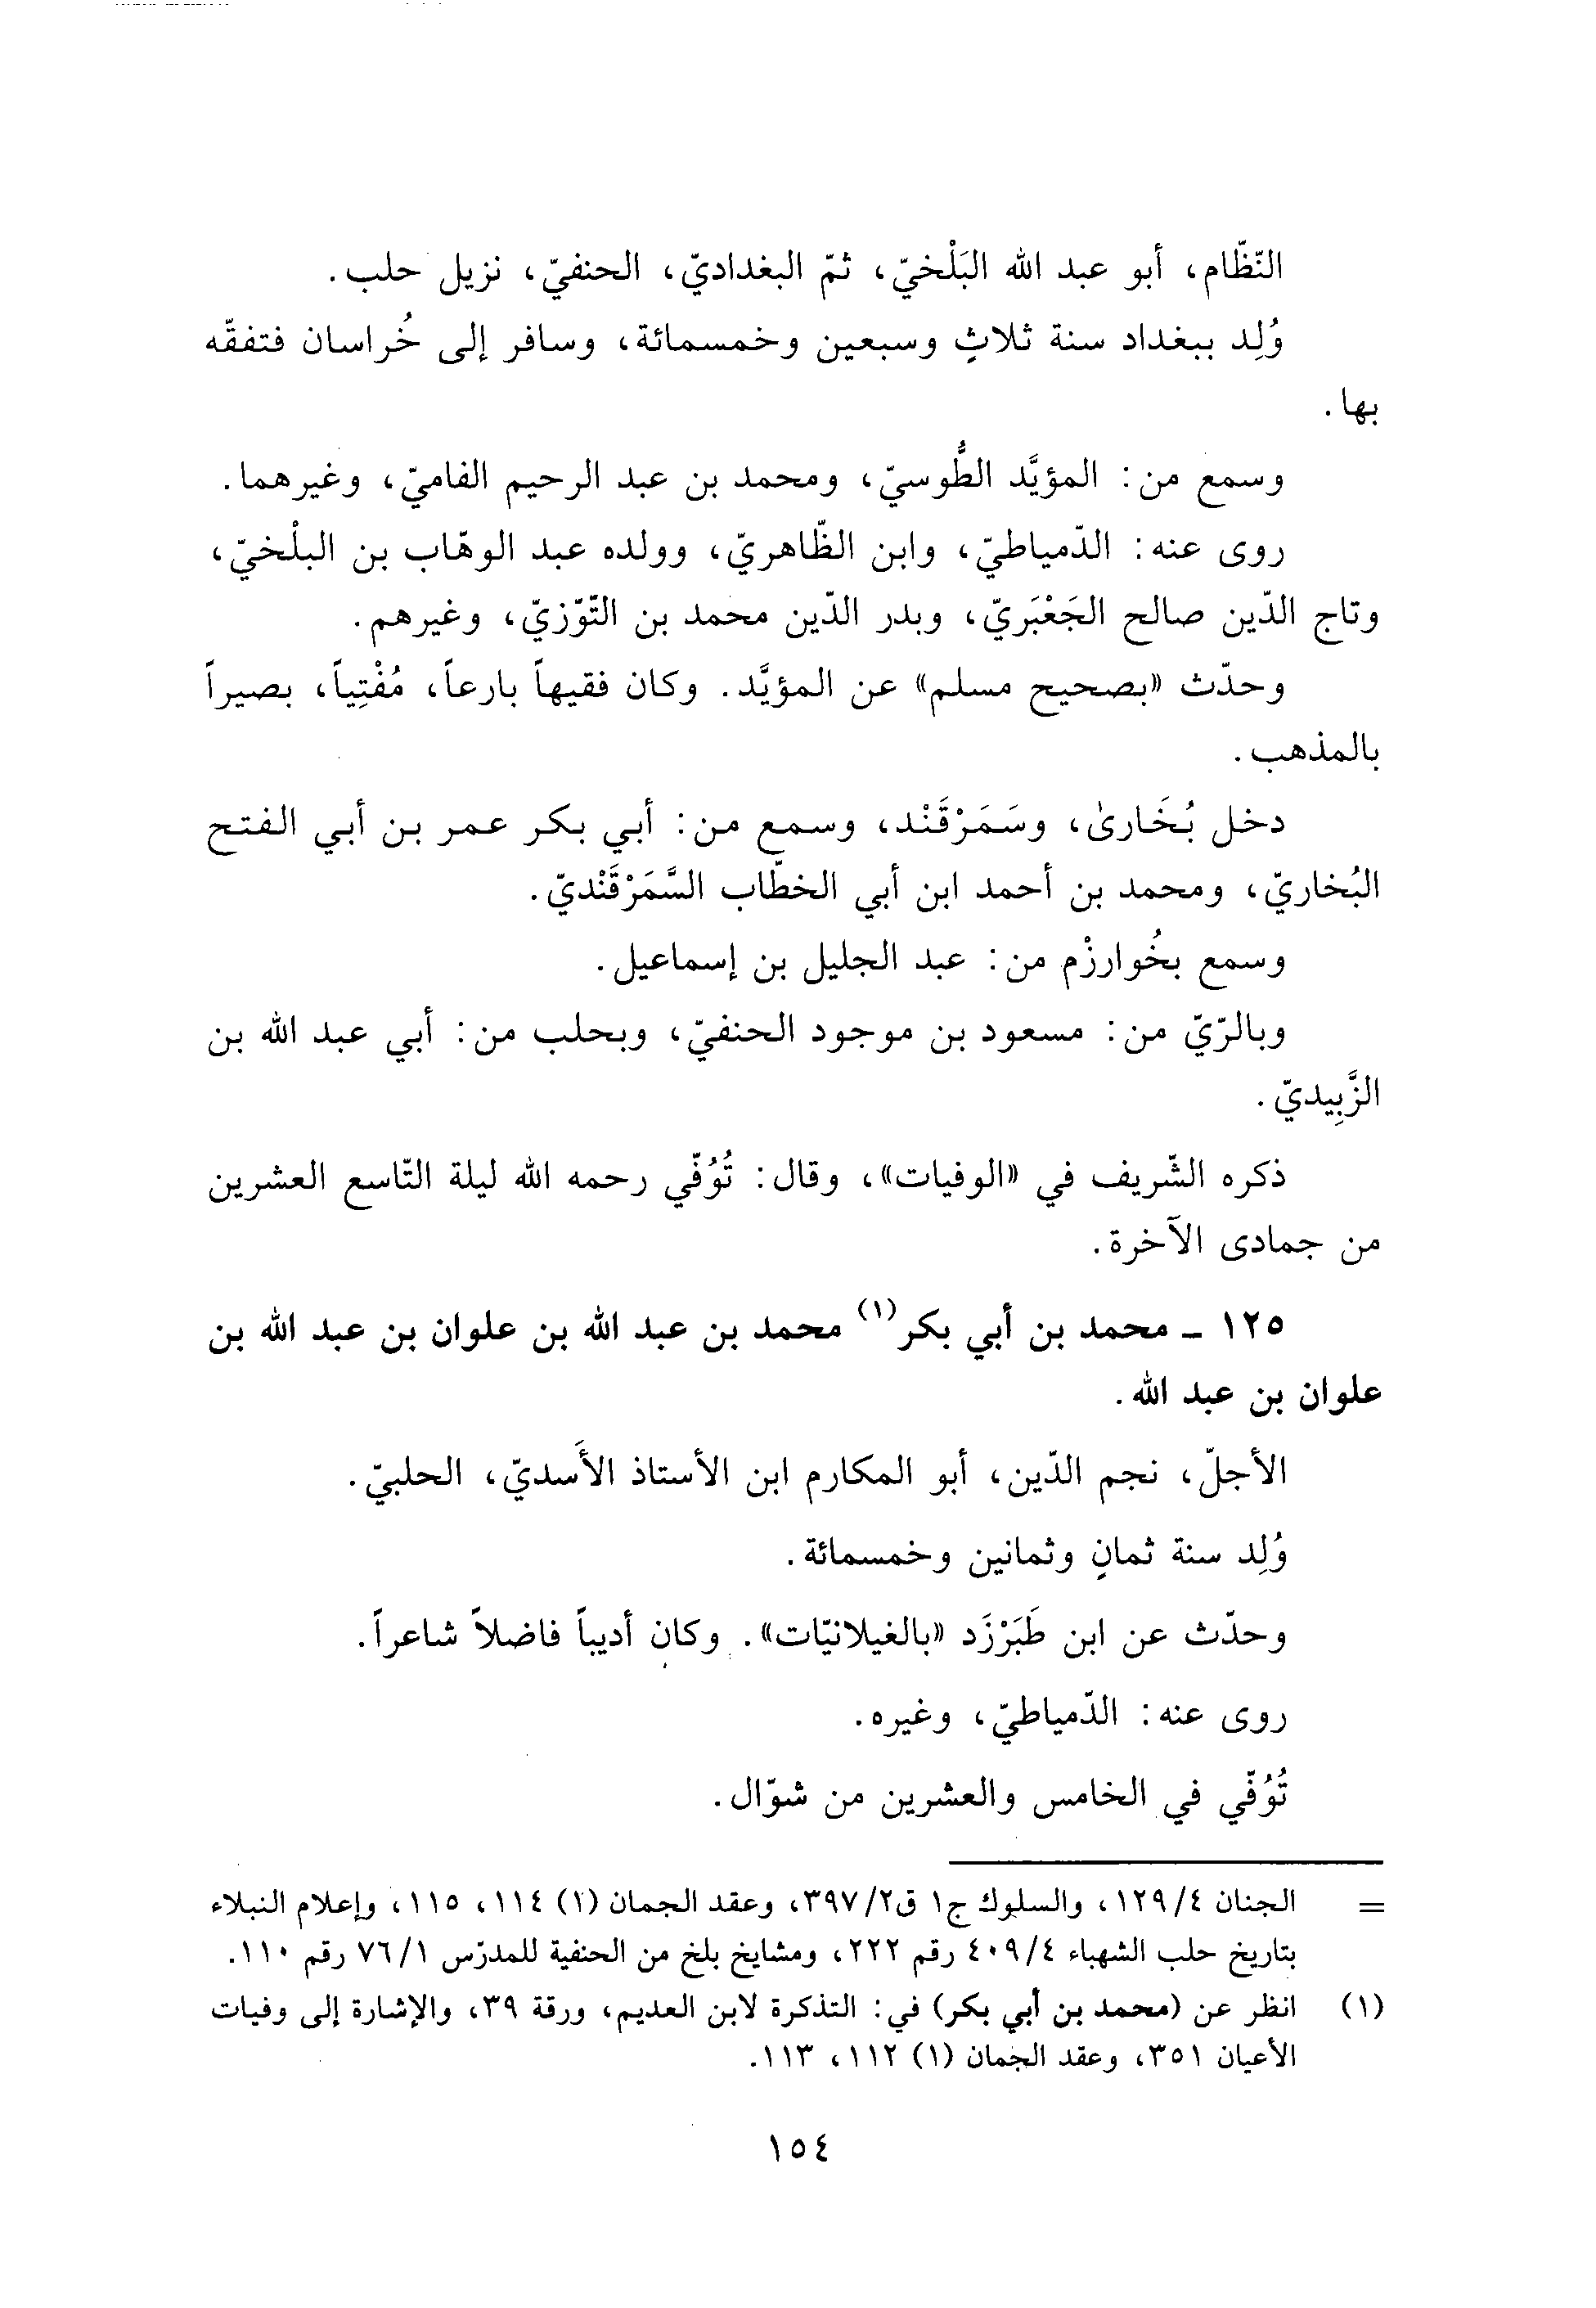 النّظّام، أبو عبد الله البَلْخيّ، ثمّ البغداديّ، الحنفيّ، نزيل حلب.
وُلِد ببغداد سنة ثلاثٍ وسبعين وخمسمائة، وسافر إلى خُراسان فتفقّه
بها.
وسمع من: المؤيَّد الطُّوسيّ، ومحمد بن عبد الرحيم الفاميّ، وغيرهما.
روى عنه: الدّمياطيّ، وابن الظّاهريّ، وولده عبد الوهّاب بن البلْخيّ،
وتاج الدّين صالح الجَعْبَريّ، وبدر الدّين محمد بن التّوّزيّ، وغيرهم.
وحدّث «بصحيح مسلم» عن المؤيَّد. وكان فقيهاً بارعاً، مُفْتِياً، بصيراً
بالمذهب.
دخل بُخَارىٰ، وسَمَرْقَنْد، وسمع من: أبي بكر عمر بن أبي الفتح
البُخاريّ، ومحمد بن أحمد ابن أبي الخطّاب السَّمَرْقَنْديّ.
وسمع بخُوارزْم من: عبد الجليل بن إسماعيل.
وبالرّيّ من: مسعود بن موجود الحنفيّ، وبحلب من: أبي عبد الله بن
الزَّبِيديّ.
ذكره الشّريف في «الوفيات»، وقال: تُوُفّي رحمه الله ليلة التّاسع العشرين
من جمادى الآخرة.
١٢٥ ـ محمد بن أبي بكر(١) محمد بن عبد الله بن علوان بن عبد الله بن
علوان بن عبد الله.
الأجلّ، نجم الدّين، أبو المكارم ابن الأستاذ الأَسديّ، الحلبيّ.
وُلِد سنة ثمانٍ وثمانين وخمسمائة.
وحدّث عن ابن طَبَرْزَد «بالغيلانيّات». وكان أديباً فاضلاً شاعراً.
روى عنه: الدّمياطيّ، وغيره.
تُوُفّي في الخامس والعشرين من شوّال.
= الجنان ٤/ ١٢٩، والسلوك ج١ ق٢/ ٣٩٧، وعقد الجمان (١) ١١٤، ١١٥، وإعلام النبلاء
بتاريخ حلب الشهباء ٤/ ٤٠٩ رقم ٢٢٢، ومشايخ بلخ من الحنفية للمدرّس ١/ ٧٦ رقم ١١٠.
(١) انظر عن (محمد بن أبي بكر) في: التذكرة لابن العديم، ورقة ٣٩، والإشارة إلى وفيات
الأعيان ٣٥١، وعقد الجمان (١) ١١٢، ١١٣.
١٥٤